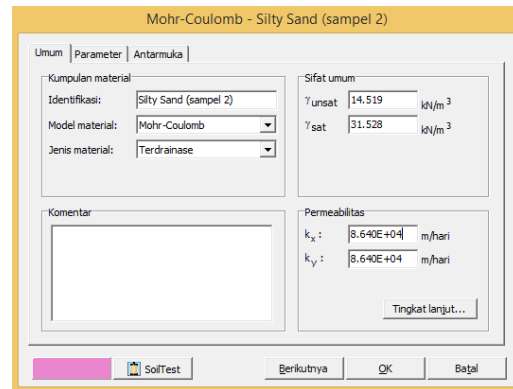 Mohr-Coulomb - Silty Sand (sampel 2)
Umum Parameter Antarmuka
Kumpulan material
Identifikasi: Silty Sand (sampel 2)
Model material: Mohr-Coulomb
Jenis material: Terdrainase
Sifat umum
γunsat 14.519 kN/m 3
γsat 31.528 kN/m 3
Komentar
Permeabilitas
kx : 8.640E+04 m/hari
ky : 8.640E+04 m/hari
Tingkat lanjut...
SoilTest Berikutnya OK Batal